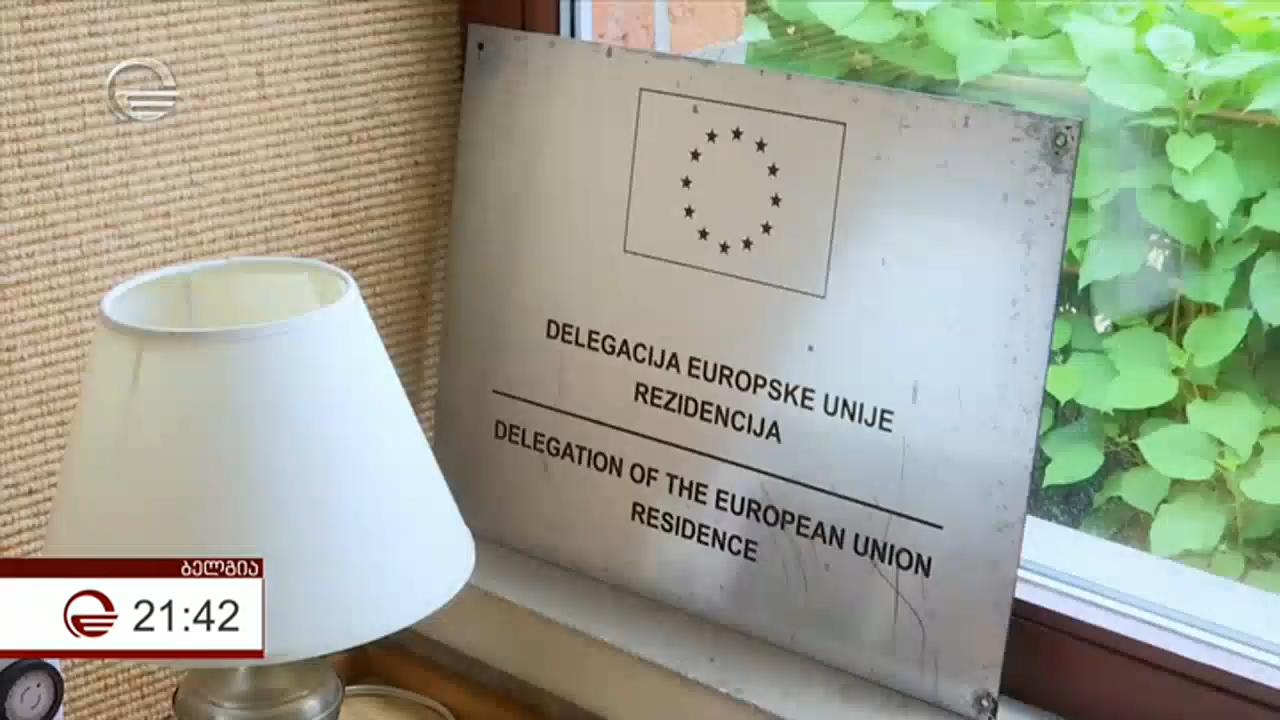 DELEGACIJA EUROPSKE UNIJE
REZIDENCIJA
DELEGATION OF THE EUROPEAN UNION
RESIDENCE
ბელგია
21:42